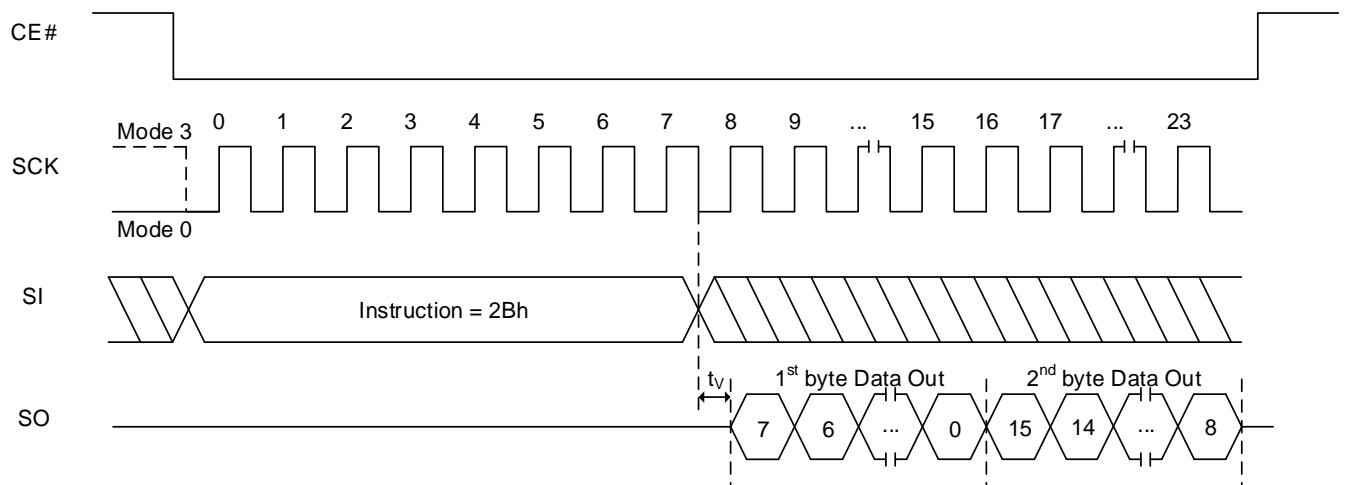 CE#
Mode 3
0 1 2 3 4 5 6 7 8 9 ... 15 16 17 ... 23
SCK
Mode 0
SI
Instruction = 2Bh
tV
1st byte Data Out
2nd byte Data Out
SO
7 6 ... 0 15 14 ... 8